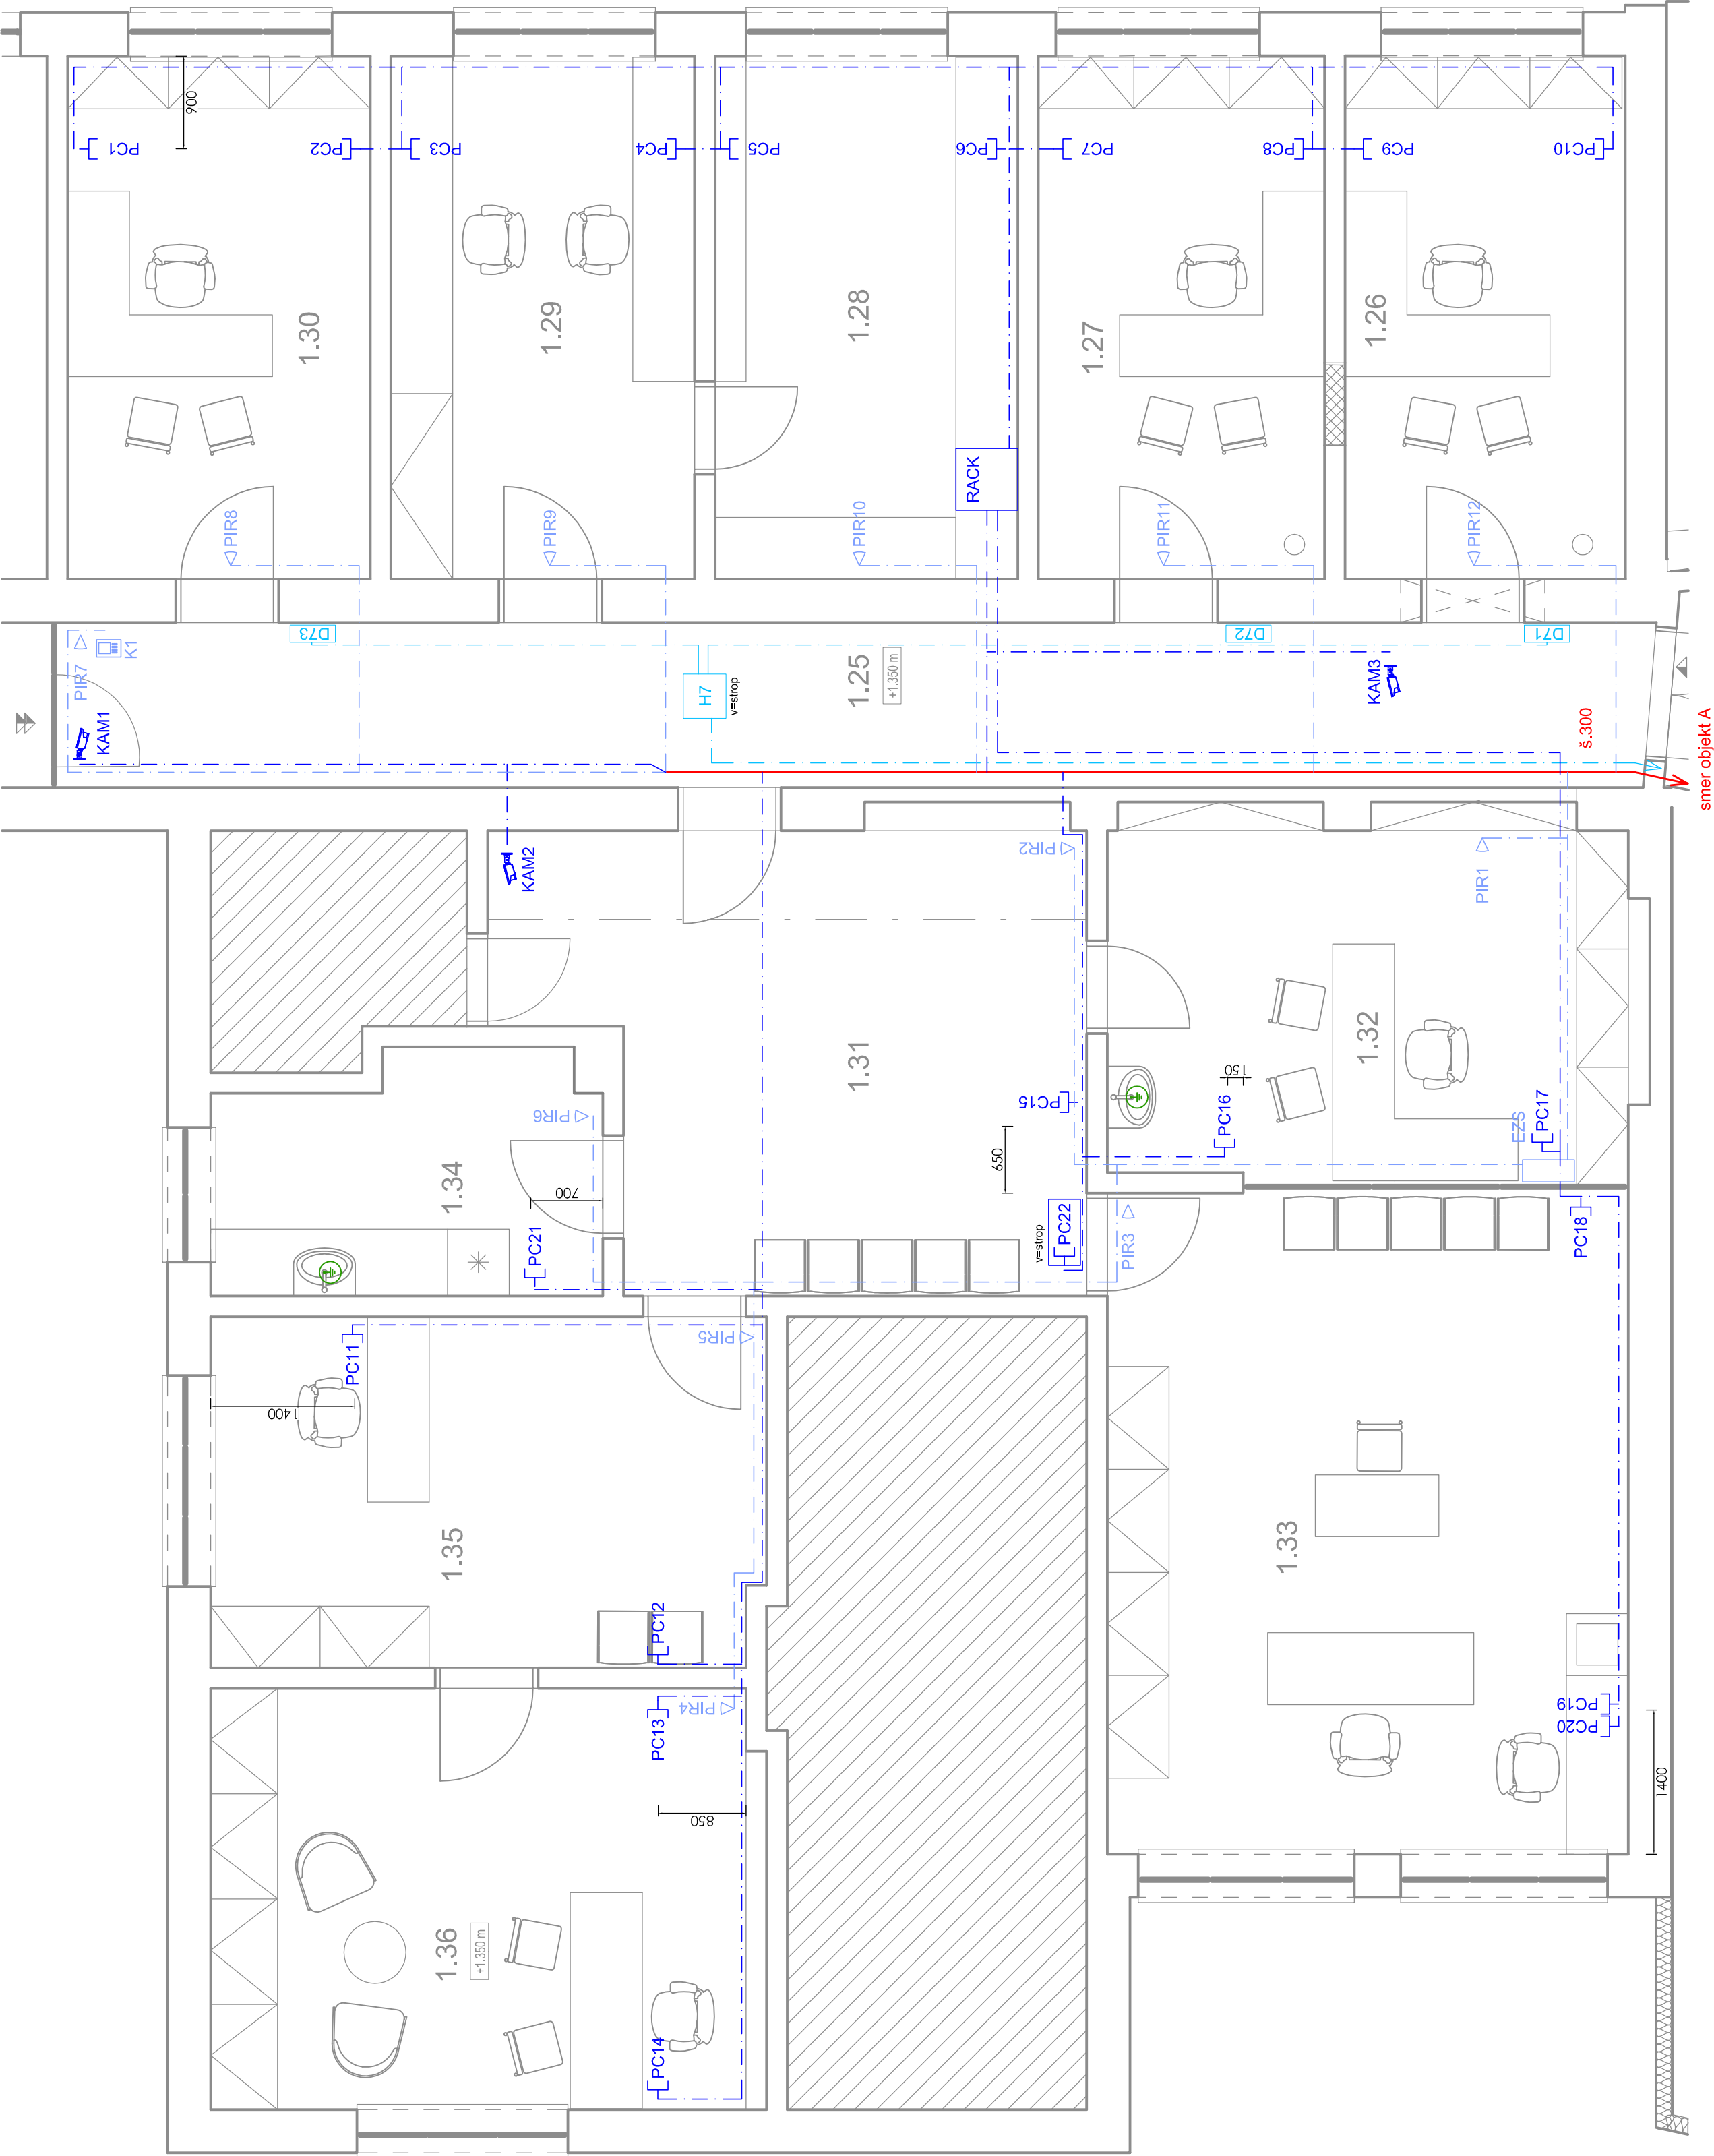 900
PC1
PC2
PC3
PC4
PC5
PC6
PC7
PC8
PC9
PC10
1.30
1.29
1.28
1.27
1.26
RACK
PIR8
PIR9
PIR10
PIR11
PIR12
K1
PIR7
KAM1
D73
H7
v=strop
1.25
+1.350 m
D72
D71
KAM3
š.300
smer objekt A
KAM2
PIR2
PIR1
1.31
1.32
150
PC15
PC16
PC17
EZS
650
PIR6
1.34
700
PC21
v=strop
PC22
PIR3
PC18
PC11
PIR5
1400
1.35
1.33
PC12
PC13
PIR4
PC19
PC20
850
1400
1.36
+1.350 m
PC14